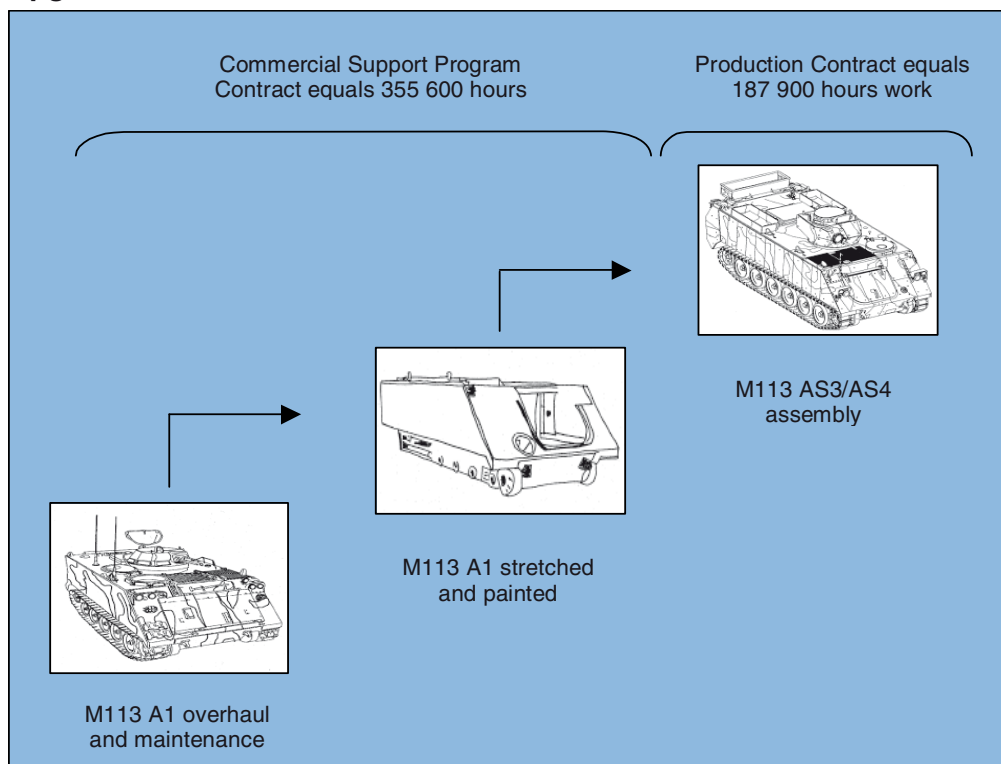 Commercial Support Program
Contract equals 355 600 hours
Production Contract equals
187 900 hours work
M113 AS3/AS4
assembly
M113 A1 stretched
and painted
M113 A1 overhaul
and maintenance